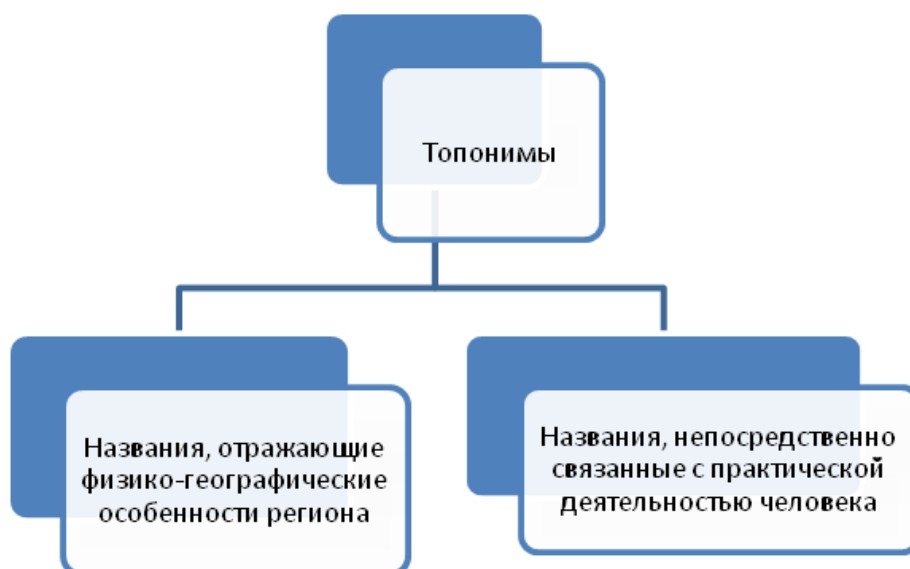 Топонимы
Названия, отражающие
физико-географические
особенности региона
Названия, непосредственно
связанные с практической
деятельностью человека